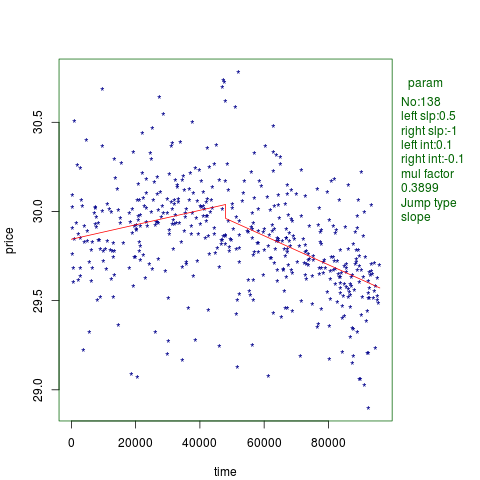 param
No:138
left slp:0.5
right slp:-1
left int:0.1
right int:-0.1
mul factor
0.3899
Jump type
slope
30.5
30.0
29.5
29.0
price
0 20000 40000 60000 80000
time